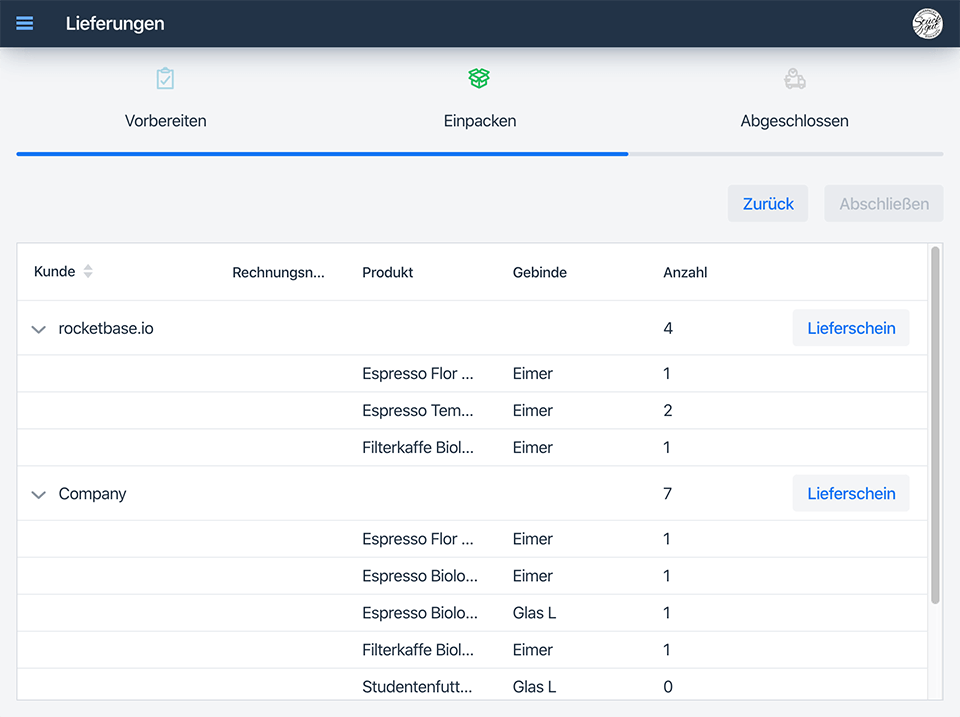 Lieferungen
Vorbereiten
Einpacken
Abgeschlossen
Zurück
Abschließen
Kunde Rechnungsn... Produkt Gebinde Anzahl
rocketbase.io 4 Lieferschein
Espresso Flor ... Eimer 1
Espresso Tem... Eimer 2
Filterkaffe Biol... Eimer 1
Company 7 Lieferschein
Espresso Flor ... Eimer 1
Espresso Biolo... Eimer 1
Espresso Biolo... Glas L 1
Filterkaffe Biol... Eimer 1
Studentenfutt... Glas L 0